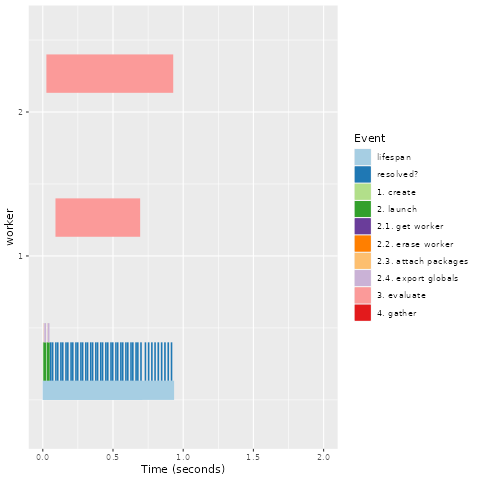 2
1
worker
0.0 0.5 1.0 1.5 2.0
Time (seconds)
Event
lifespan
resolved?
1. create
2. launch
2.1. get worker
2.2. erase worker
2.3. attach packages
2.4. export globals
3. evaluate
4. gather